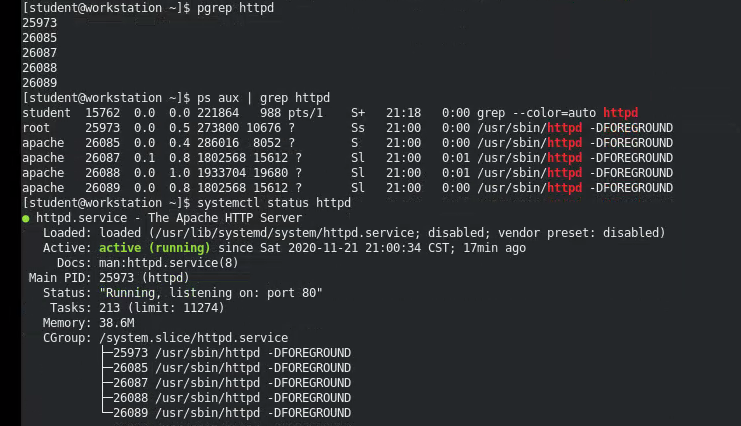 [student@workstation ~]$ pgrep httpd
25973
26085
26087
26088
26089
[student@workstation ~]$ ps aux | grep httpd
student  15762  0.0  0.0 221864   988 pts/1    S+   21:18   0:00 grep --color=auto httpd
root     25973  0.0  0.5 273800 10676 ?        Ss   21:00   0:00 /usr/sbin/httpd -DFOREGROUND
apache   26085  0.0  0.4 286016  8052 ?        S    21:00   0:00 /usr/sbin/httpd -DFOREGROUND
apache   26087  0.1  0.8 1802568 15612 ?       Sl   21:00   0:01 /usr/sbin/httpd -DFOREGROUND
apache   26088  0.0  1.0 1933704 19680 ?       Sl   21:00   0:01 /usr/sbin/httpd -DFOREGROUND
apache   26089  0.0  0.8 1802568 15612 ?       Sl   21:00   0:00 /usr/sbin/httpd -DFOREGROUND
[student@workstation ~]$ systemctl status httpd
● httpd.service - The Apache HTTP Server
   Loaded: loaded (/usr/lib/systemd/system/httpd.service; disabled; vendor preset: disabled)
   Active: active (running) since Sat 2020-11-21 21:00:34 CST; 17min ago
     Docs: man:httpd.service(8)
 Main PID: 25973 (httpd)
   Status: "Running, listening on: port 80"
    Tasks: 213 (limit: 11274)
   Memory: 38.6M
   CGroup: /system.slice/httpd.service
           ├─25973 /usr/sbin/httpd -DFOREGROUND
           ├─26085 /usr/sbin/httpd -DFOREGROUND
           ├─26087 /usr/sbin/httpd -DFOREGROUND
           ├─26088 /usr/sbin/httpd -DFOREGROUND
           └─26089 /usr/sbin/httpd -DFOREGROUND